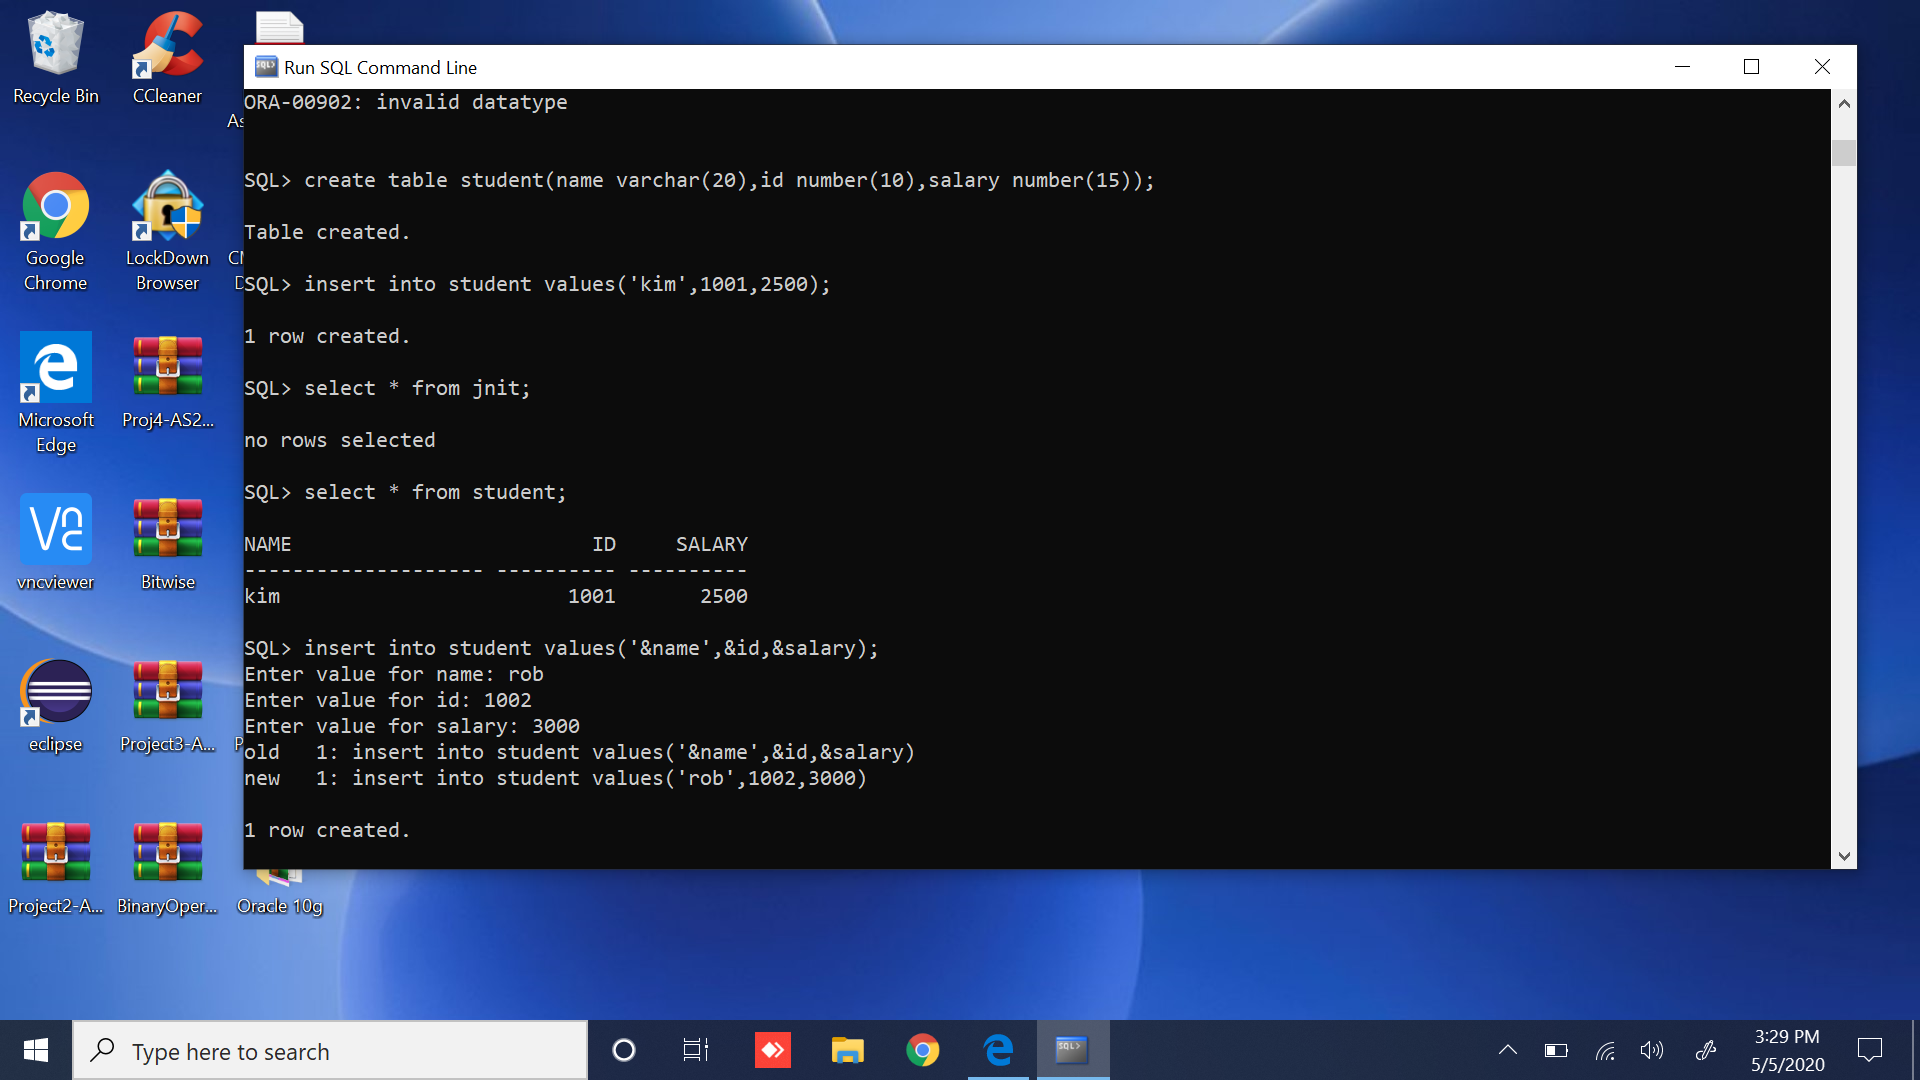 Recycle Bin
CCleaner
As
Google
Chrome
LockDown
Browser
Microsoft
Edge
Proj4-AS2...
vncviewer
Bitwise
eclipse
Project3-A...
Project2-A...
BinaryOper...
Oracle 10g
Run SQL Command Line
ORA-00902: invalid datatype
SQL> create table student(name varchar(20),id number(10),salary number(15));
Table created.
SQL> insert into student values('kim',1001,2500);
1 row created.
SQL> select * from jnit;
no rows selected
SQL> select * from student;
NAME                         ID     SALARY
-------------------- ---------- ----------
kim                        1001       2500
SQL> insert into student values('&name',&id,&salary);
Enter value for name: rob
Enter value for id: 1002
Enter value for salary: 3000
old   1: insert into student values('&name',&id,&salary)
new   1: insert into student values('rob',1002,3000)
1 row created.
Type here to search
3:29 PM
5/5/2020